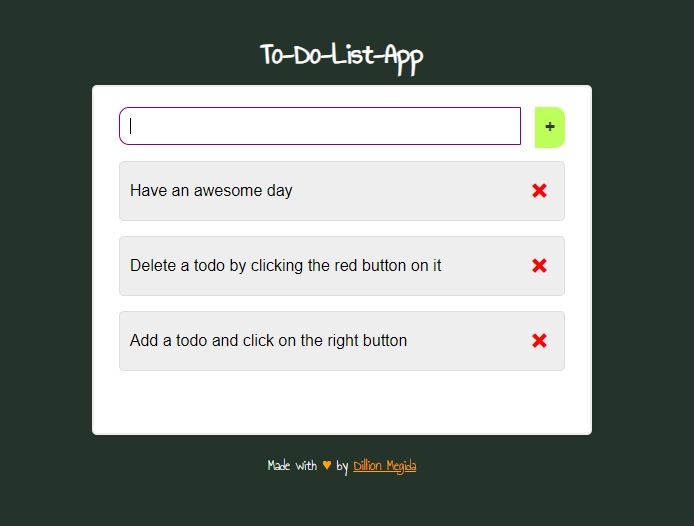 To-Do-List-App
+
Have an awesome day
Delete a todo by clicking the red button on it
Add a todo and click on the right button
Made with ♥ by Dillion Megida